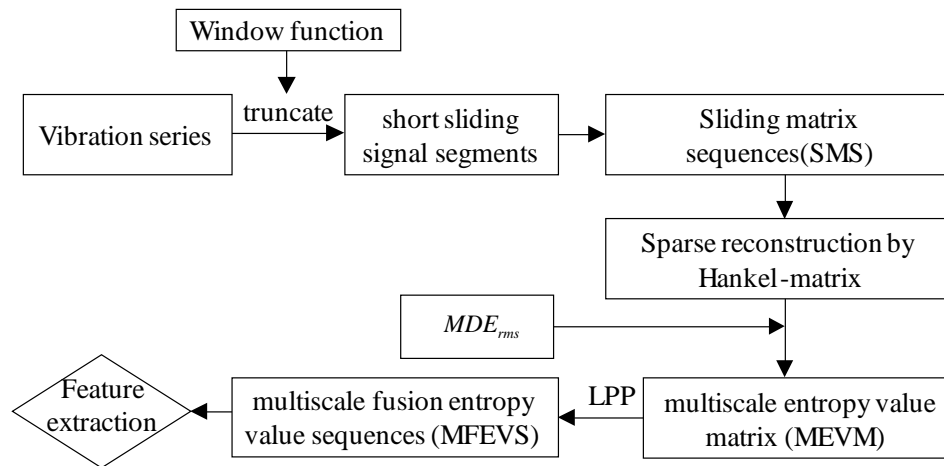 Window function
truncate
Vibration series
short sliding
signal segments
Sliding matrix
sequences(SMS)
Sparse reconstruction by
Hankel-matrix
MDE_rms
Feature
extraction
multiscale fusion entropy
value sequences (MFEVS)
LPP
multiscale entropy value
matrix (MEVM)